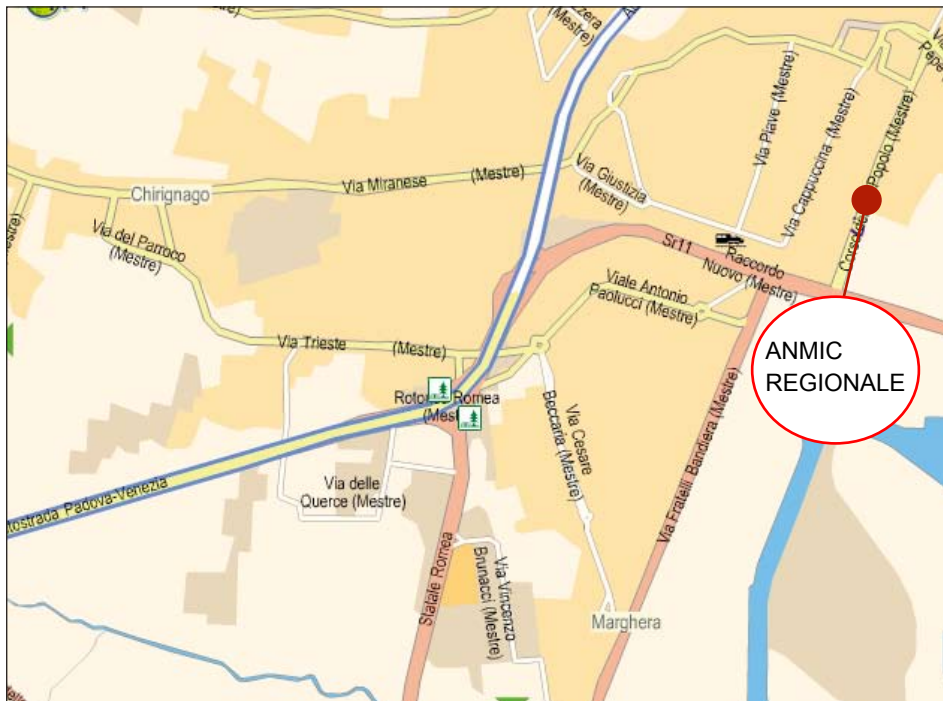 (Mestre)
Via Piave (Mestre)
Via Cappuccina (Mestre)
Popolo (Mestre)
Chirignago
Via Miranese (Mestre)
Via Giustizia
(Mestre)
Via del Parroco
(Mestre)
Sr11
Raccordo
Nuovo (Mestre)
Viale Antonio
Paolucci (Mestre)
ANMIC
REGIONALE
Via Trieste (Mestre)
Romea
Via Cesare
Beccaria (Mestre)
Via Fratelli Bandiera (Mestre)
Via delle
Querce (Mestre)
tostrada Padova-Venezia
Statale Romea
Via Vincenzo
Brunacci (Mestre)
Marghera